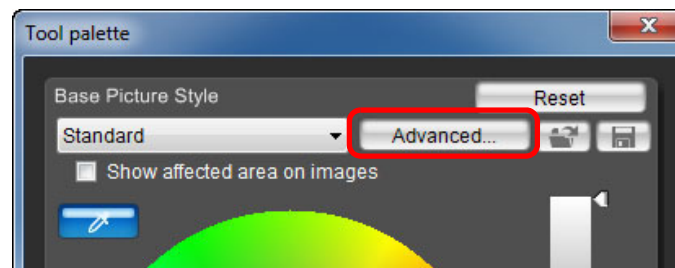 Tool palette
Base Picture Style
Reset
Standard
Advanced...
Show affected area on images